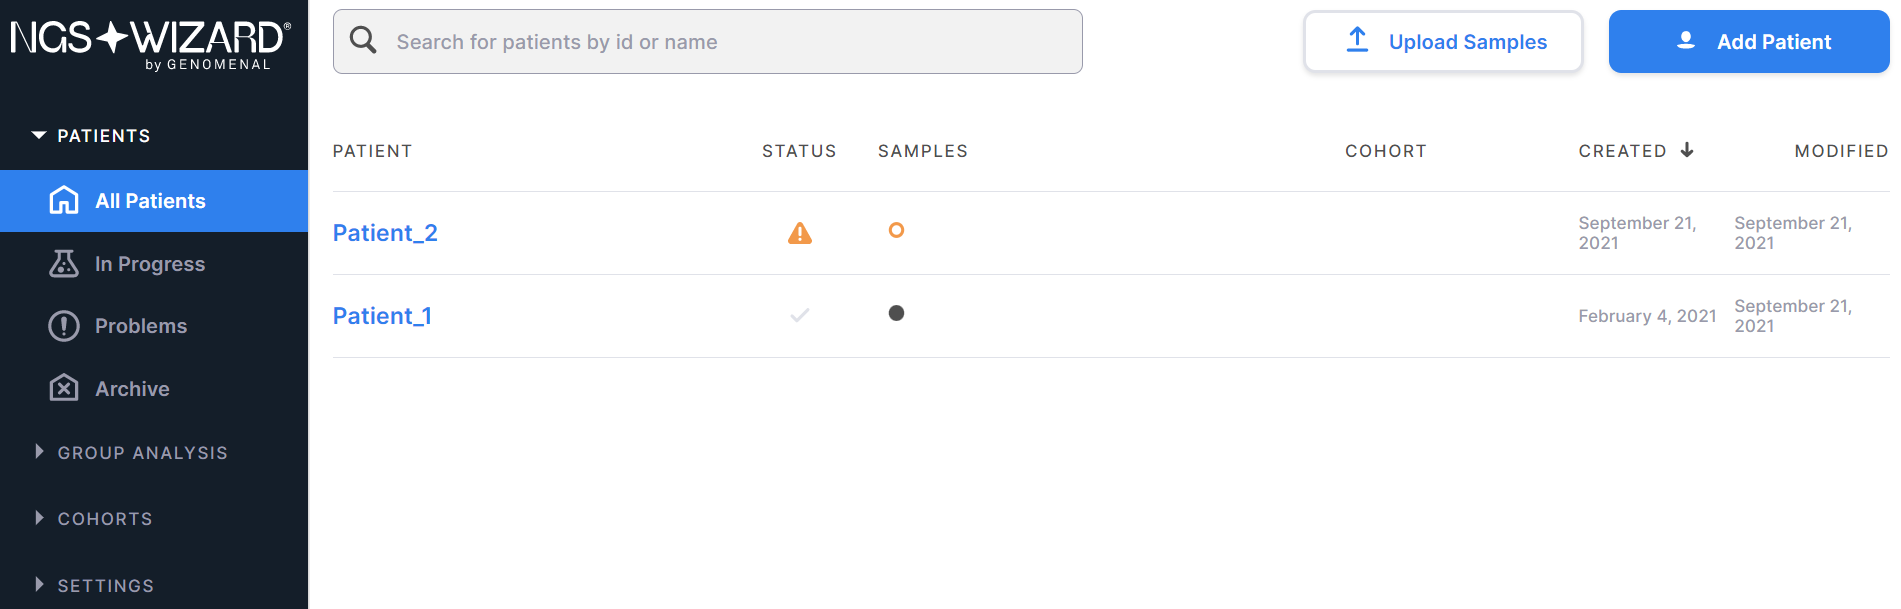 NGS WIZARD®
by GENOMENAL
Search for patients by id or name
Upload Samples
Add Patient
PATIENTS
All Patients
In Progress
Problems
Archive
GROUP ANALYSIS
COHORTS
SETTINGS
PATIENT STATUS SAMPLES COHORT CREATED MODIFIED
Patient_2 September 21, September 21,
2021 2021
Patient_1 February 4, 2021 September 21,
2021